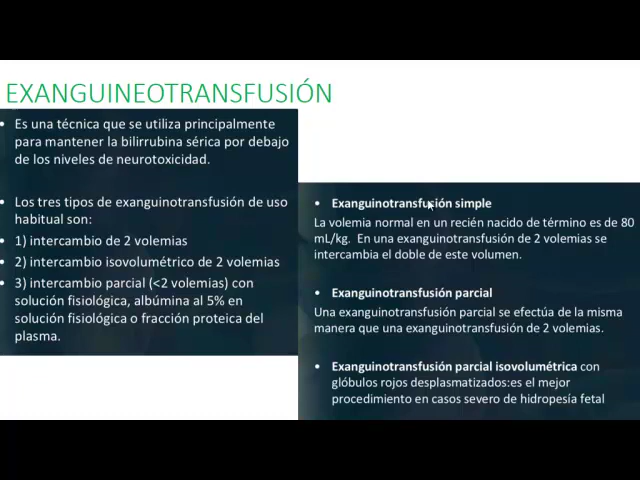 EXANGUINEOTRANSFUSIÓN
• Es una técnica que se utiliza principalmente
para mantener la bilirrubina sérica por debajo
de los niveles de neurotoxicidad.
• Los tres tipos de exanguinotransfusión de uso
habitual son:
• 1) intercambio de 2 volemias
• 2) intercambio isovolumétrico de 2 volemias
• 3) intercambio parcial (<2 volemias) con
solución fisiológica, albúmina al 5% en
solución fisiológica o fracción proteica del
plasma.
• Exanguinotransfusión simple
La volemia normal en un recién nacido de término es de 80
mL/kg. En una exanguinotransfusión de 2 volemias se
intercambia el doble de este volumen.
• Exanguinotransfusión parcial
Una exanguinotransfusión parcial se efectúa de la misma
manera que una exanguinotransfusión de 2 volemias.
• Exanguinotransfusión parcial isovolumétrica con
glóbulos rojos desplasmatizados:es el mejor
procedimiento en casos severo de hidropesía fetal